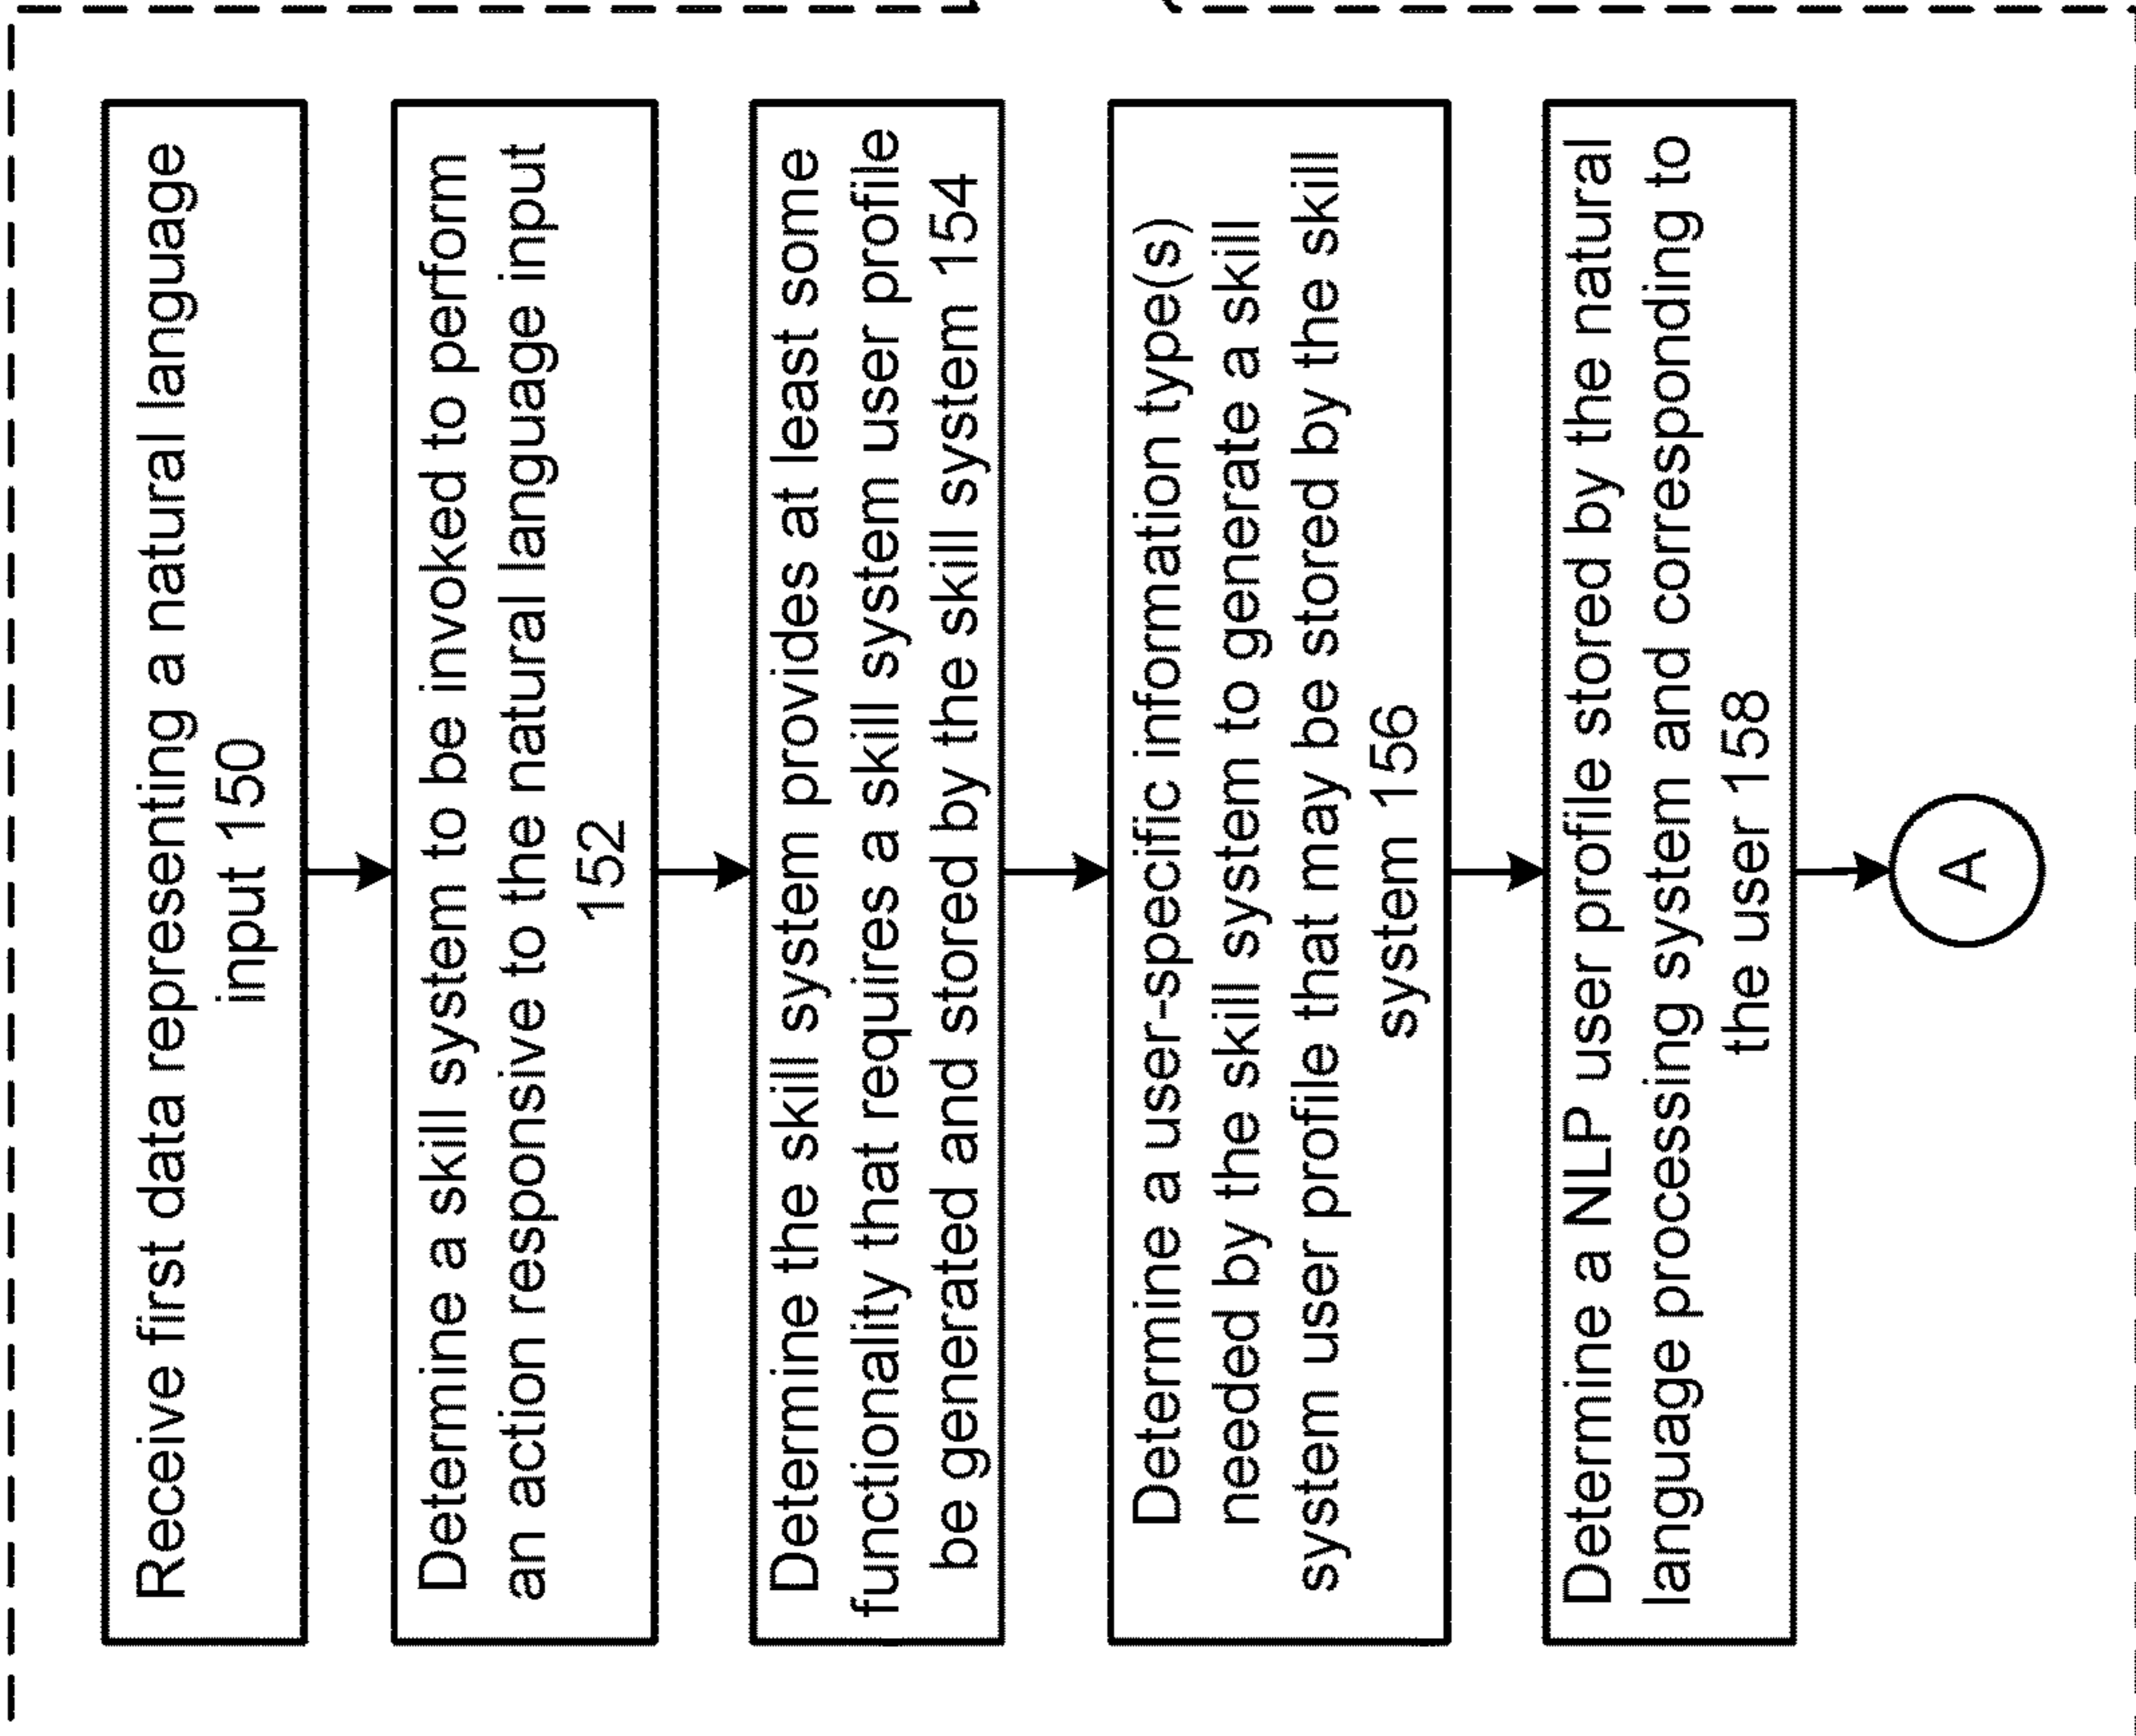 Receive first data representing a natural language
input 150
Determine a skill system to be invoked to perform
an action responsive to the natural language input
152
Determine the skill system provides at least some
functionality that requires a skill system user profile
be generated and stored by the skill system 154
Determine a user-specific information type(s)
needed by the skill system to generate a skill
system user profile that may be stored by the skill
system 156
Determine a NLP user profile stored by the natural
language processing system and corresponding to
the user 158
A